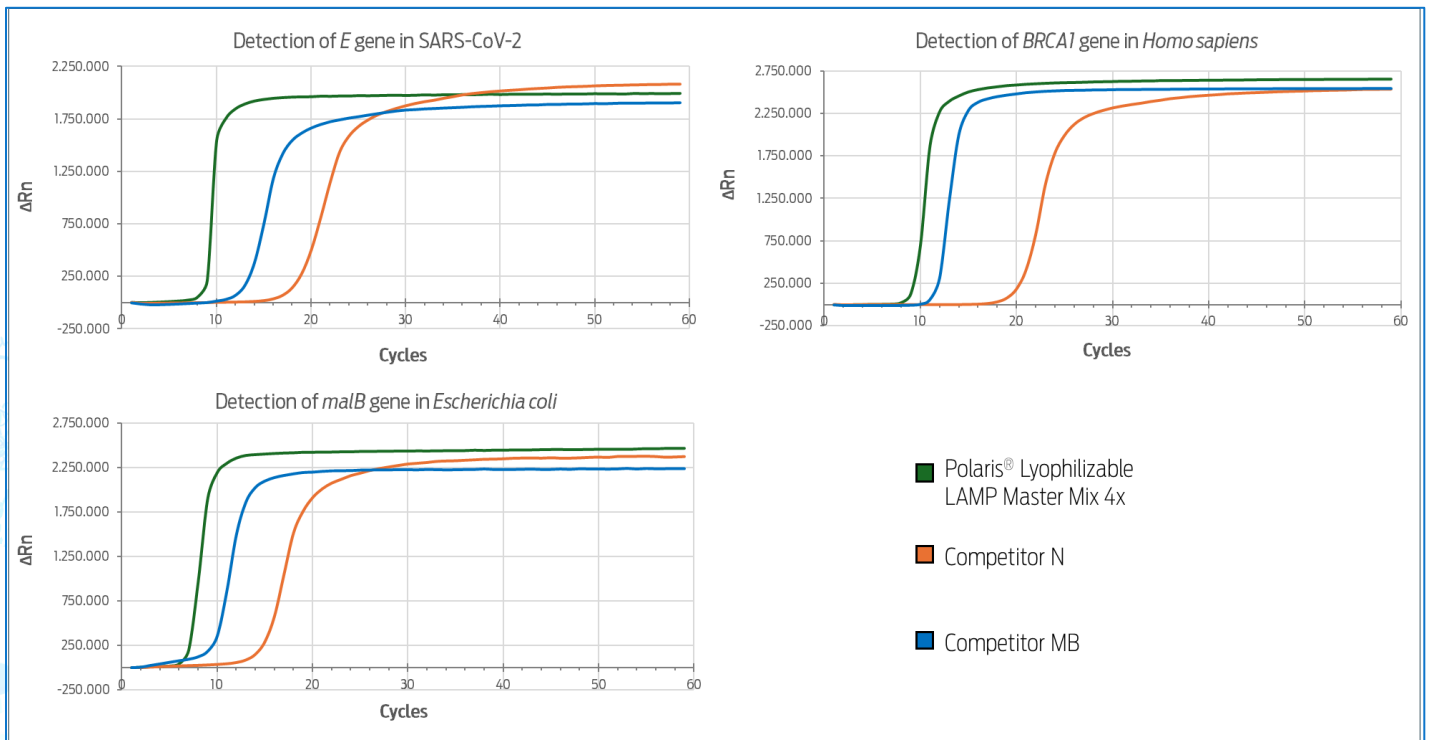 Detection of E gene in SARS-CoV-2
2.250.000
1.750.000
1.250.000
750.000
250.000
-250.000
0 10 20 30 40 50 60
ΔRn
Cycles
Detection of BRCA1 gene in Homo sapiens
2.750.000
2.250.000
1.750.000
1.250.000
750.000
250.000
-250.000
0 10 20 30 40 50 60
ΔRn
Cycles
Detection of malB gene in Escherichia coli
2.750.000
2.250.000
1.750.000
1.250.000
750.000
250.000
-250.000
0 10 20 30 40 50 60
ΔRn
Cycles
Polaris® Lyophilizable
LAMP Master Mix 4x
Competitor N
Competitor MB